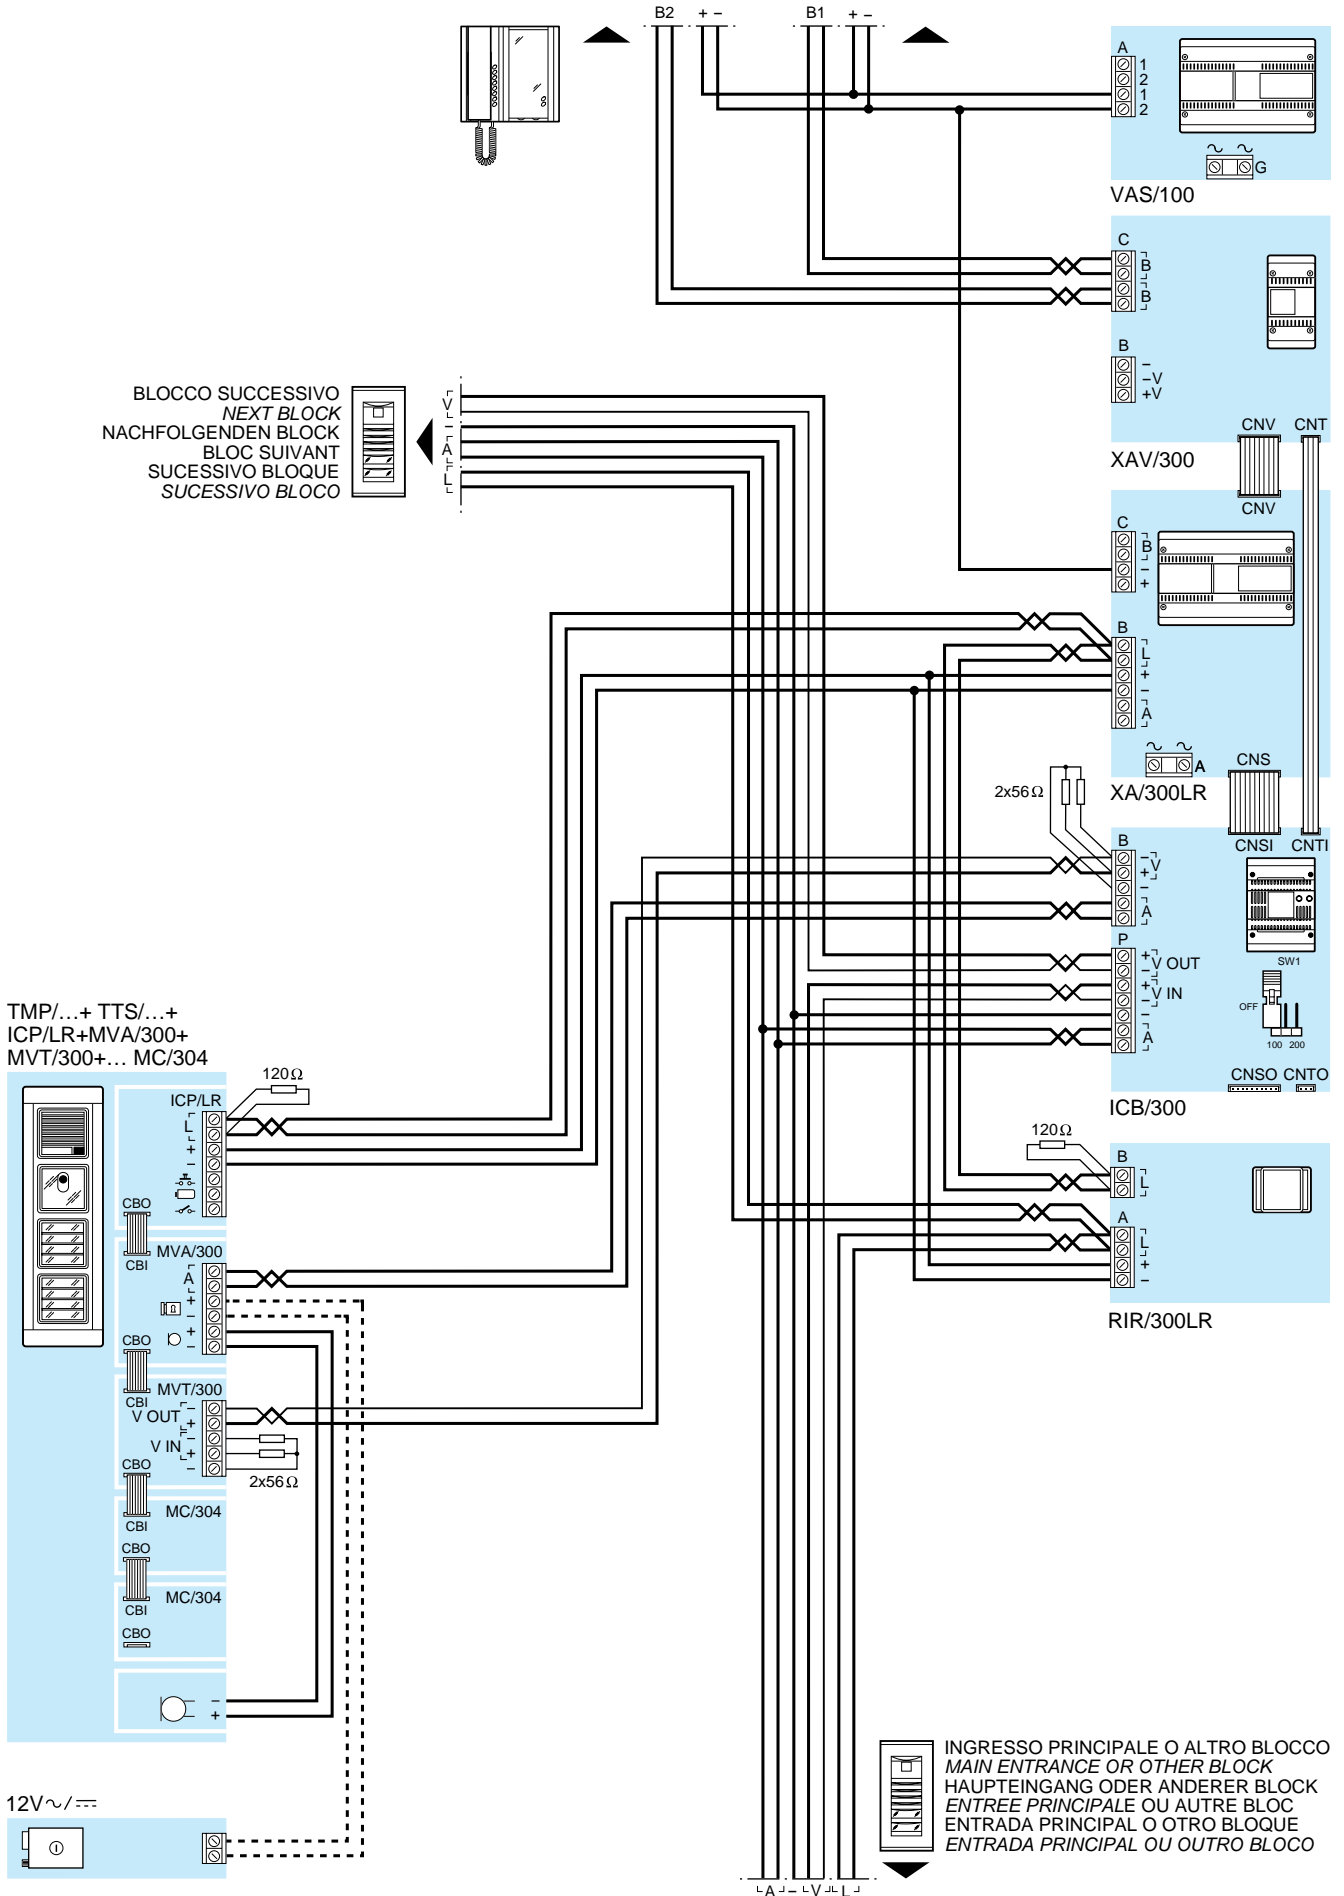 B2 + − B1 + −
A
1
2
1
2
G
VAS/100
C
B
B
B
−
−V
+V
CNV CNT
XAV/300
CNV
BLOCCO SUCCESSIVO
NEXT BLOCK
NACHFOLGENDEN BLOCK
BLOC SUIVANT
SUCESSIVO BLOQUE
SUCESSIVO BLOCO
V
−
A
L
C
B
−
+
B
L
+
−
A
A
CNS
XA/300LR
2x56Ω
CNSI CNTI
B
− V
+
−
A
P
+ V OUT
−
+ V IN
−
−
A
SW1
OFF
100 200
CNSO CNTO
ICB/300
120Ω
B
L
A
L
+
−
RIR/300LR
TMP/...+ TTS/...+
ICP/LR+MVA/300+
MVT/300+... MC/304
120Ω
ICP/LR
L
+
−
CBO
CBI
MVA/300
A
+
−
+
−
CBO
CBI
MVT/300
V OUT − +
V IN − +
−
2x56Ω
CBO
CBI
MC/304
CBO
CBI
MC/304
CBO
−
+
12V~/⎓
INGRESSO PRINCIPALE O ALTRO BLOCCO
MAIN ENTRANCE OR OTHER BLOCK
HAUPTEINGANG ODER ANDERER BLOCK
ENTREE PRINCIPALE OU AUTRE BLOC
ENTRADA PRINCIPAL O OTRO BLOQUE
ENTRADA PRINCIPAL OU OUTRO BLOCO
A − V L